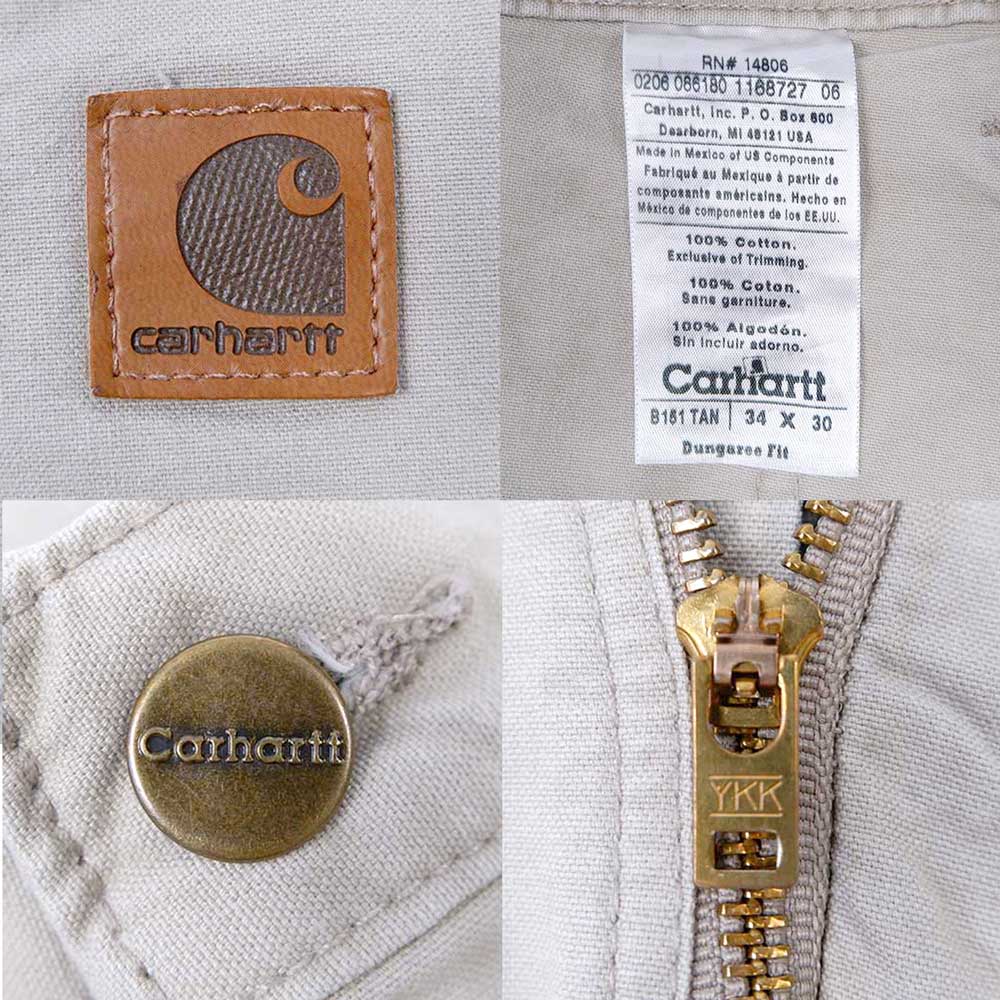 carhartt
RN# 14806
0206 086180 1168727 06
Carhartt, Inc. P. O. Box 600
Dearborn, MI 48121 USA
Made in Mexico of US Components
Fabriqué au Mexique à partir de
composants américains. Hecho en
México de componentes de los EE.UU.
100% Cotton.
Exclusive of Trimming.
100% Coton.
Sans garniture.
100% Algodón.
Sin incluir adorno.
Carhartt
B151 TAN 34 X 30
Dungaree Fit
Carhartt
YKK